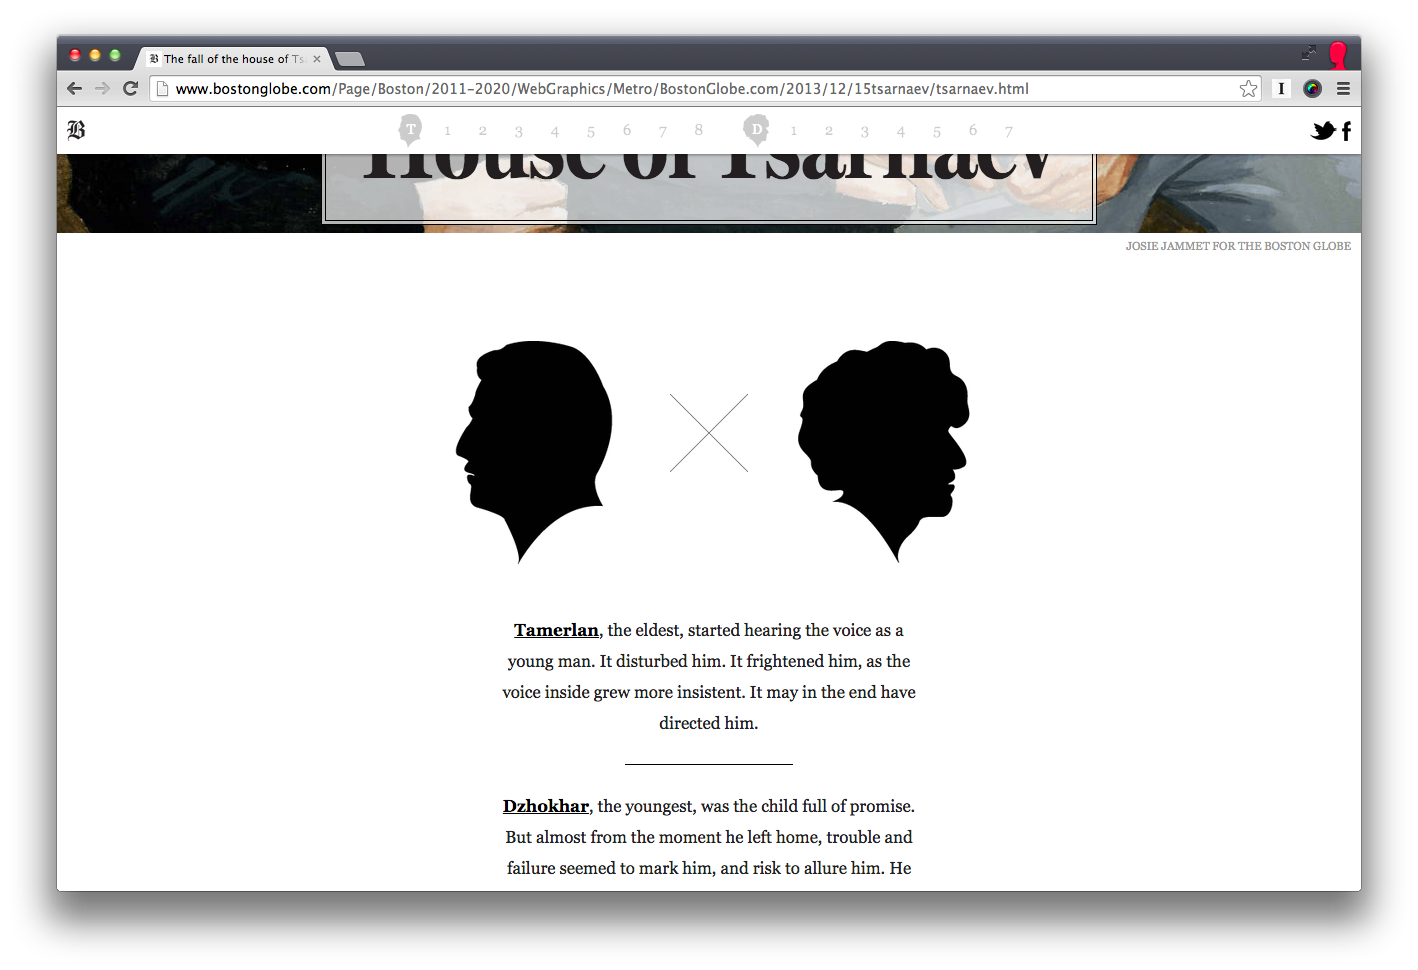 The fall of the house of Ts
www.bostonglobe.com/Page/Boston/2011-2020/WebGraphics/Metro/BostonGlobe.com/2013/12/15tsarnaev/tsarnaev.html
I
B T 1 2 3 4 5 6 7 8 D 1 2 3 4 5 6 7
House of Tsarnaev
JOSIE JAMMET FOR THE BOSTON GLOBE
Tamerlan, the eldest, started hearing the voice as a
young man. It disturbed him. It frightened him, as the
voice inside grew more insistent. It may in the end have
directed him.
Dzhokhar, the youngest, was the child full of promise.
But almost from the moment he left home, trouble and
failure seemed to mark him, and risk to allure him. He